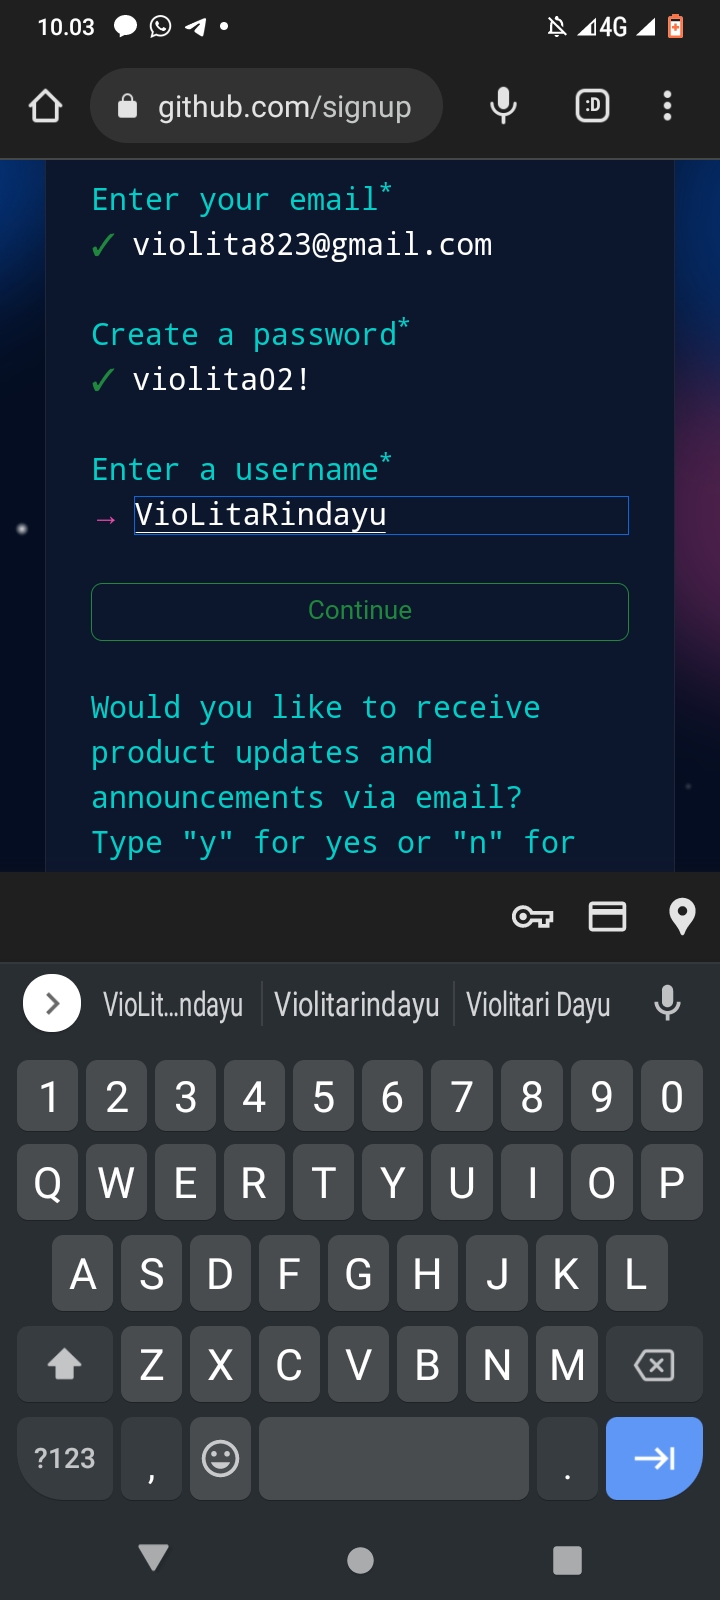 10.03
4G
github.com/signup
:D
Enter your email*
✓ violita823@gmail.com
Create a password*
✓ violita02!
Enter a username*
→ VioLitaRindayu
Continue
Would you like to receive
product updates and
announcements via email?
Type "y" for yes or "n" for
VioLit...ndayu Violitarindayu Violitari Dayu
1 2 3 4 5 6 7 8 9 0
Q W E R T Y U I O P
A S D F G H J K L
Z X C V B N M
?123 , .